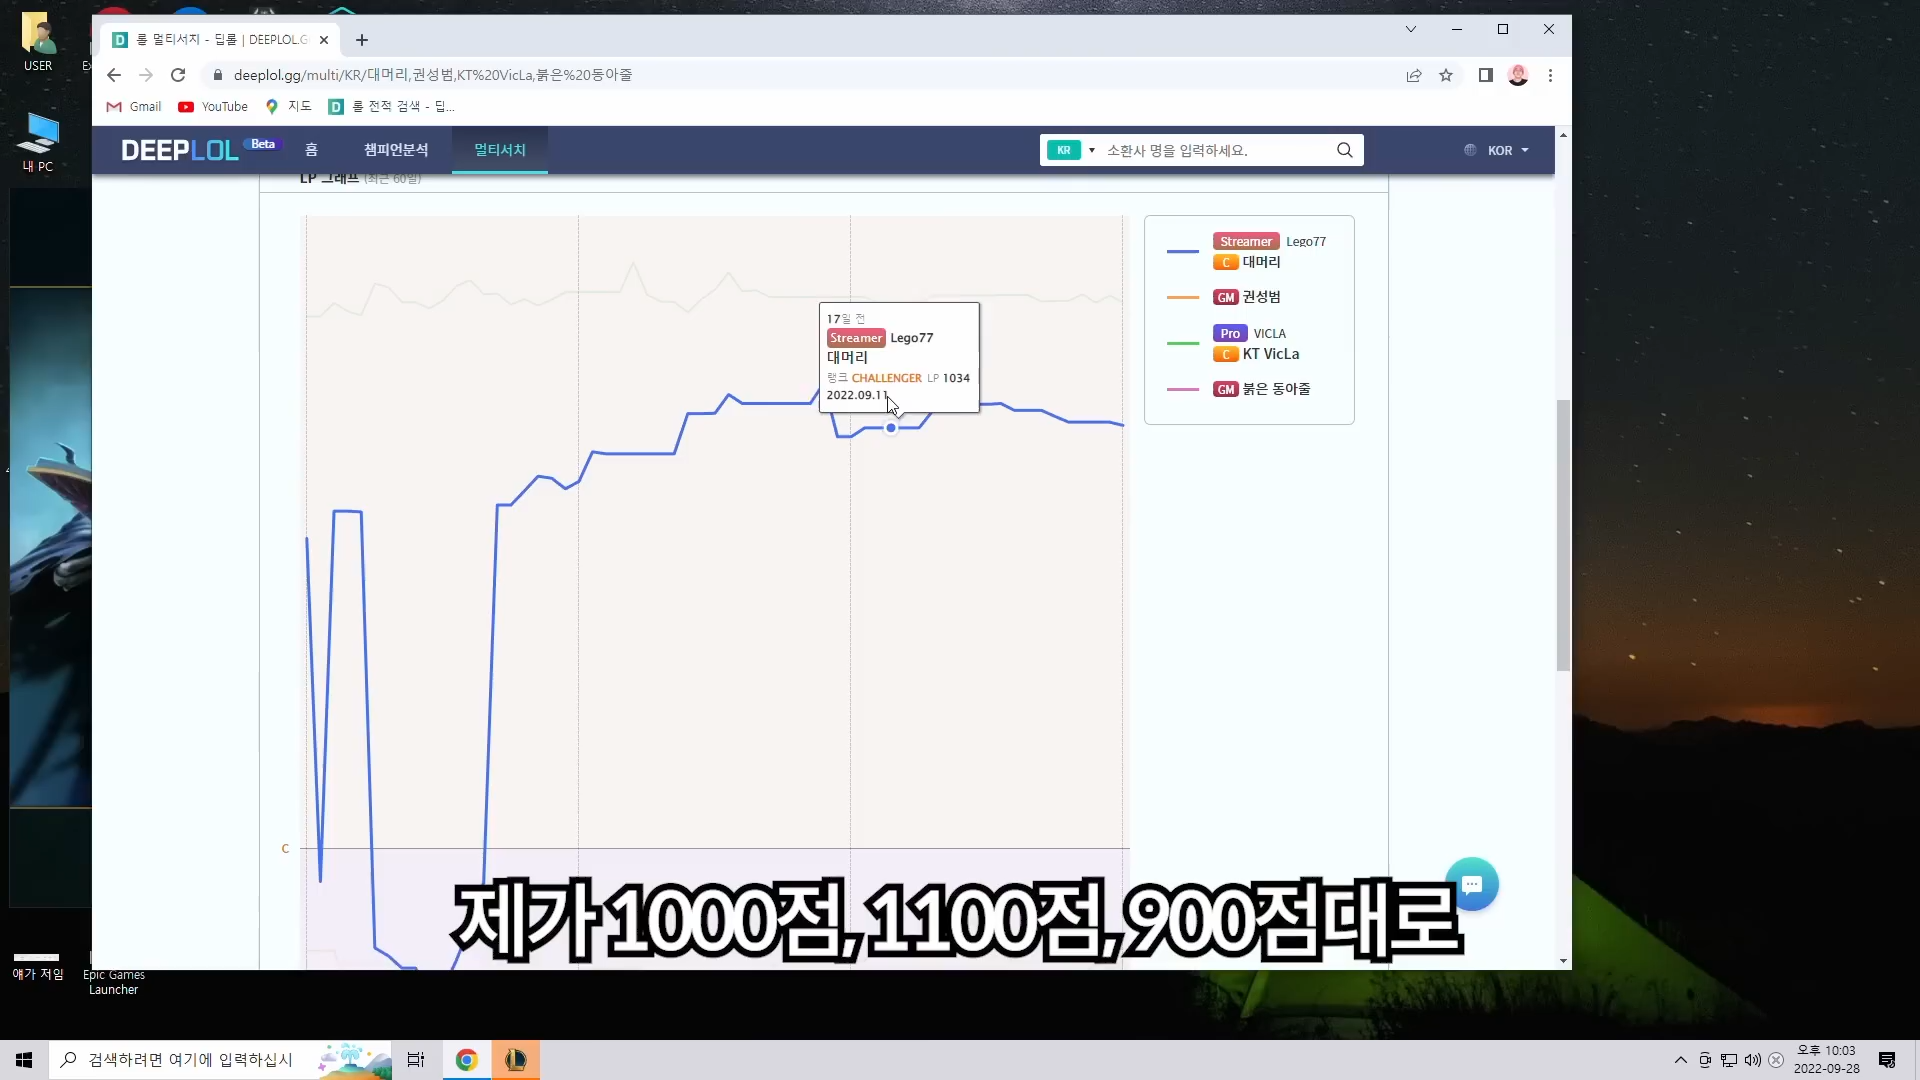 USER
내 PC
얘가 저임
Epic Games
Launcher
롤 멀티서치 - 딥롤 | DEEPLOL.G
deeplol.gg/multi/KR/대머리,권성범,KT%20VicLa,붉은%20동아줄
Gmail
YouTube
지도
롤 전적 검색 - 딥...
DEEPLOL
Beta
홈
챔피언분석
멀티서치
KR
소환사 명을 입력하세요.
KOR
LP 그래프 (최근 60일)
17일 전
Streamer Lego77
대머리
랭크 CHALLENGER LP 1034
2022.09.11
Streamer Lego77
C 대머리
GM 권성범
Pro VICLA
C KT VicLa
GM 붉은 동아줄
C
제가 1000점, 1100점, 900점대로
검색하려면 여기에 입력하십시
오후 10:03
2022-09-28